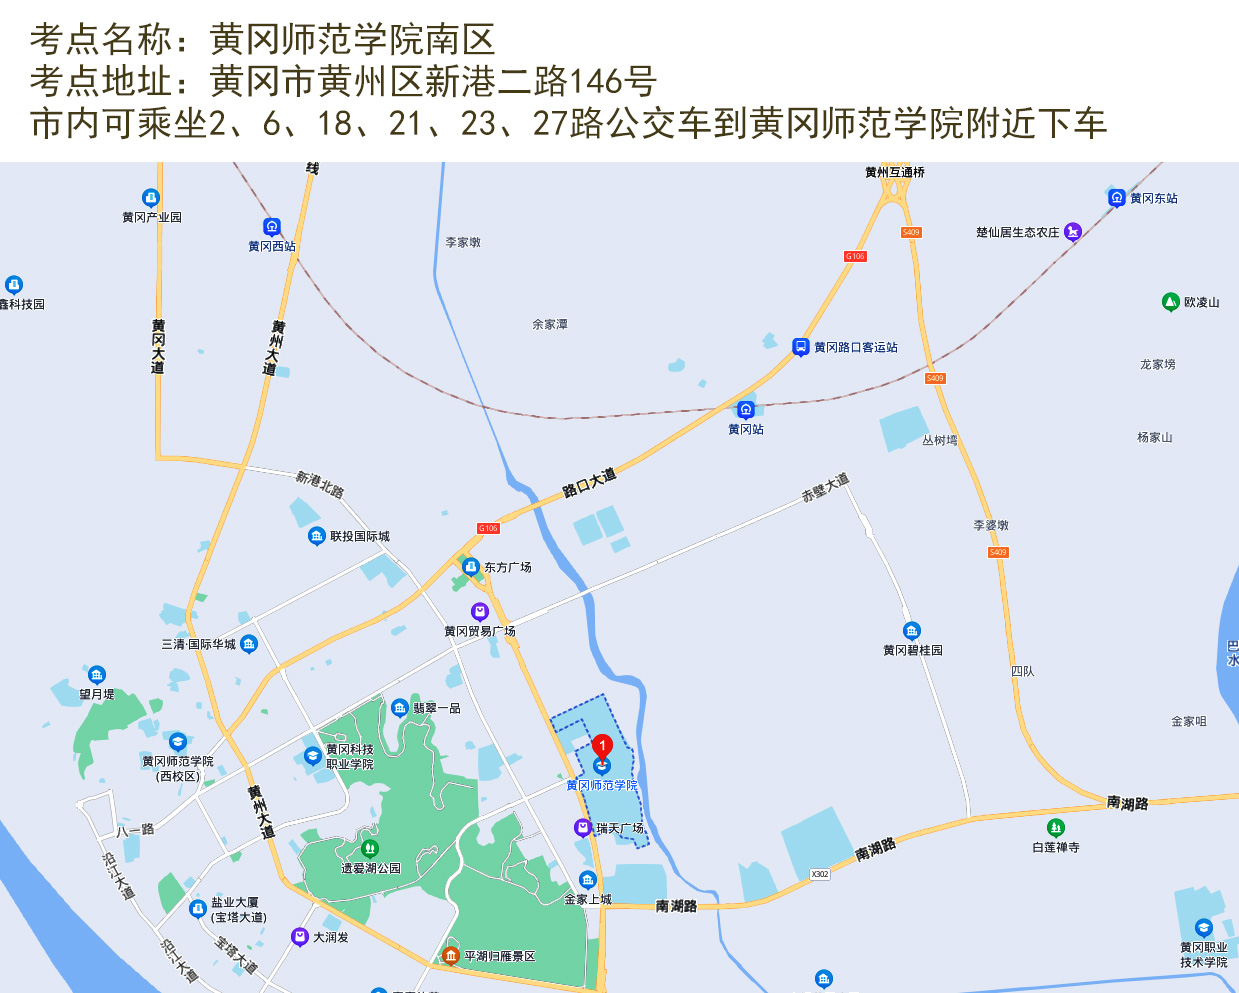 考点名称：黄冈师范学院南区
考点地址：黄冈市黄州区新港二路146号
市内可乘坐2、6、18、21、23、27路公交车到黄冈师范学院附近下车
线
黄州互通桥
黄冈产业园
黄冈东站
楚仙居生态农庄
S409
黄冈西站
李家墩
G106
鑫科技园
欧凌山
余家潭
黄冈大道
黄州大道
黄冈路口客运站
龙家塝
S409
黄冈站
丛树塆
杨家山
新港北路
路口大道
赤壁大道
G106
联投国际城
李婆墩
S409
东方广场
黄冈贸易广场
三清·国际华城
黄冈碧桂园
巴水
四队
望月堤
翡翠一品
金家咀
1
黄冈科技
职业学院
黄冈师范学院
(西校区)
黄冈师范学院
黄州大道
南湖路
八一路
瑞天广场
南湖路
白莲禅寺
遗爱湖公园
沿江大道
X302
金家上城
盐业大厦
(宝塔大道)
南湖路
大润发
宝塔大道
沿江大道
平湖归雁景区
黄冈职业
技术学院